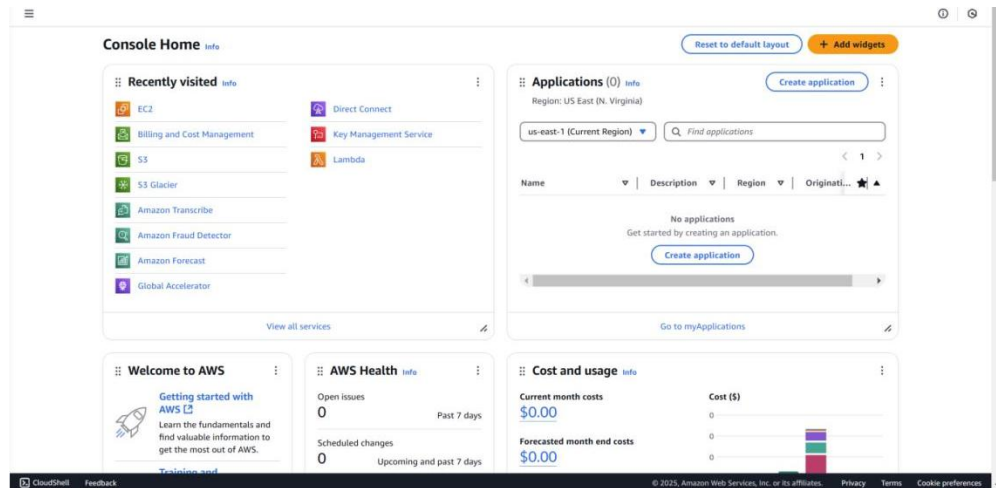 Console Home Info
Reset to default layout
+ Add widgets
Recently visited Info
EC2
Billing and Cost Management
S3
S3 Glacier
Amazon Transcribe
Amazon Fraud Detector
Amazon Forecast
Global Accelerator
Direct Connect
Key Management Service
Lambda
View all services
Applications (0) Info
Create application
Region: US East (N. Virginia)
us-east-1 (Current Region)
Find applications
1
Name
Description
Region
Originati...
No applications
Get started by creating an application.
Create application
Go to myApplications
Welcome to AWS
Getting started with
AWS
Learn the fundamentals and
find valuable information to
get the most out of AWS.
Training and
AWS Health Info
Open issues
0 Past 7 days
Scheduled changes
0 Upcoming and past 7 days
Cost and usage Info
Current month costs
$0.00
Forecasted month end costs
$0.00
Cost ($)
0
0
0
CloudShell Feedback
© 2025, Amazon Web Services, Inc. or its affiliates. Privacy Terms Cookie preferences